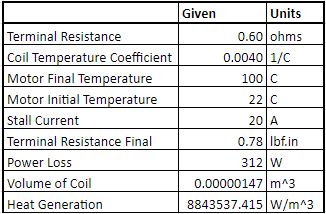 Given Units
Terminal Resistance 0.60 ohms
Coil Temperature Coefficient 0.0040 1/C
Motor Final Temperature 100 C
Motor Initial Temperature 22 C
Stall Current 20 A
Terminal Resistance Final 0.78 lbf.in
Power Loss 312 W
Volume of Coil 0.00000147 m^3
Heat Generation 8843537.415 W/m^3